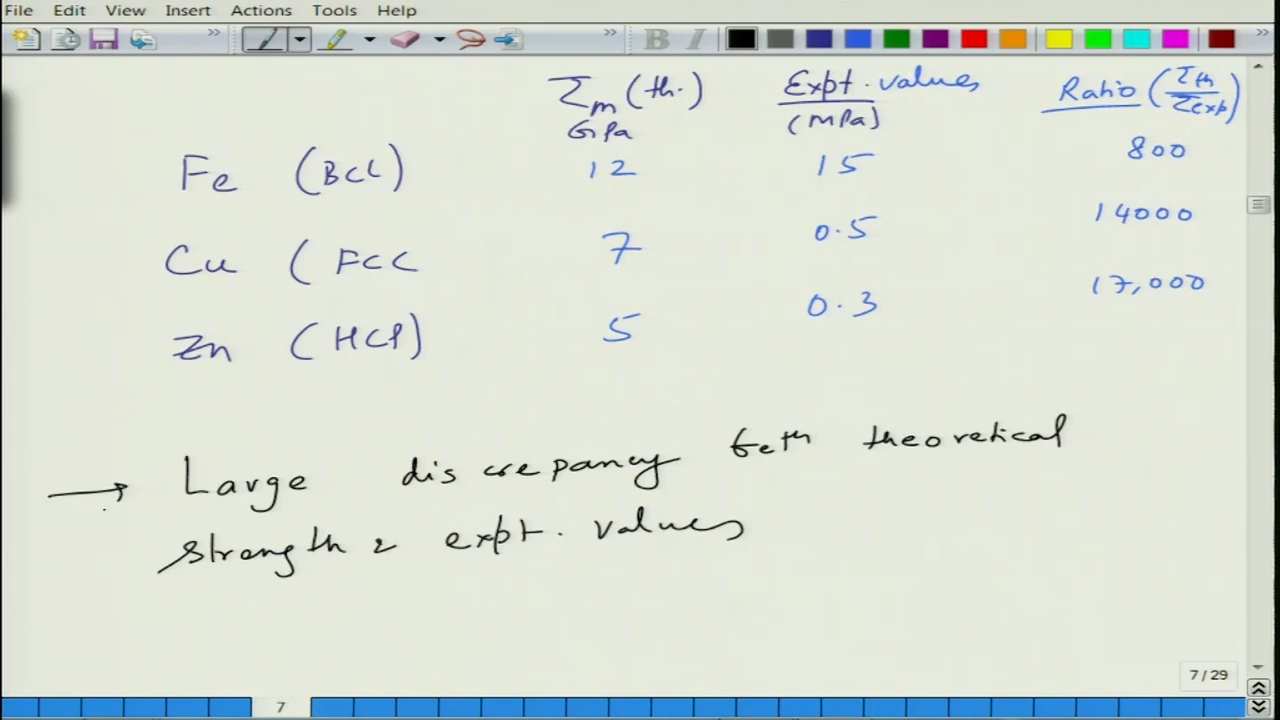 File Edit View Insert Actions Tools Help
B I
τm (th.) Expt. values Ratio (τth/τexp)
GPa (MPa)
Fe (BCC) 12 15 800
Cu (FCC 7 0.5 14000
Zn (HCP) 5 0.3 17,000
→ Large discrepancy betn theoretical
strength & expt. values
7/29
7